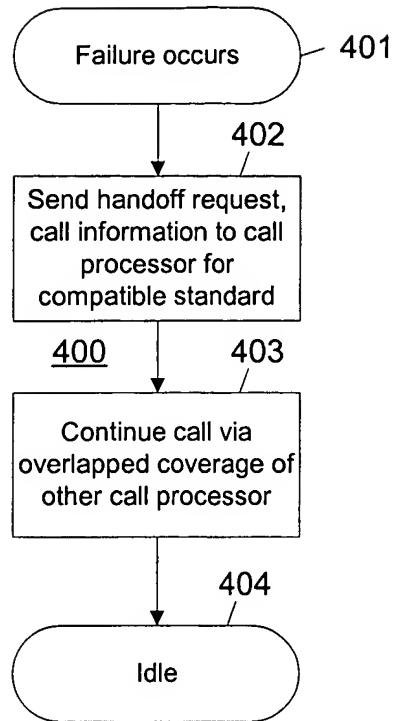 Failure occurs
401
402
Send handoff request,
call information to call
processor for
compatible standard
400
403
Continue call via
overlapped coverage of
other call processor
404
Idle